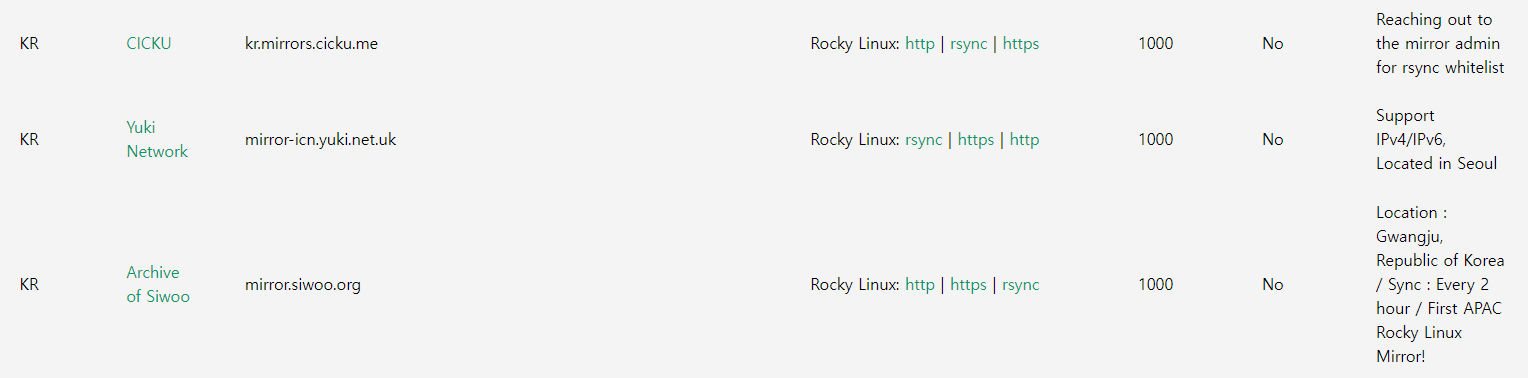 KR CICKU kr.mirrors.cicku.me Rocky Linux: http | rsync | https 1000 No Reaching out to
the mirror admin
for rsync whitelist
KR Yuki
Network mirror-icn.yuki.net.uk Rocky Linux: rsync | https | http 1000 No Support
IPv4/IPv6,
Located in Seoul
KR Archive
of Siwoo mirror.siwoo.org Rocky Linux: http | https | rsync 1000 No Location :
Gwangju,
Republic of Korea
/ Sync : Every 2
hour / First APAC
Rocky Linux
Mirror!